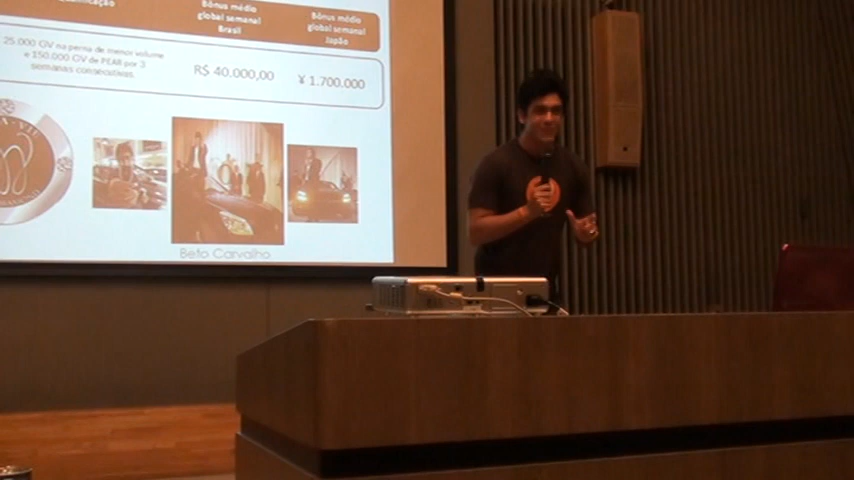 Bônus médio
global semanal
Brasil
Bônus médio
global semanal
Japão
25.000 GV na perna de menos volume
e 150.000 GV de PEAR por 3
semanas consecutivas.
R$ 40.000,00
¥ 1.700.000
Beto Carvalho